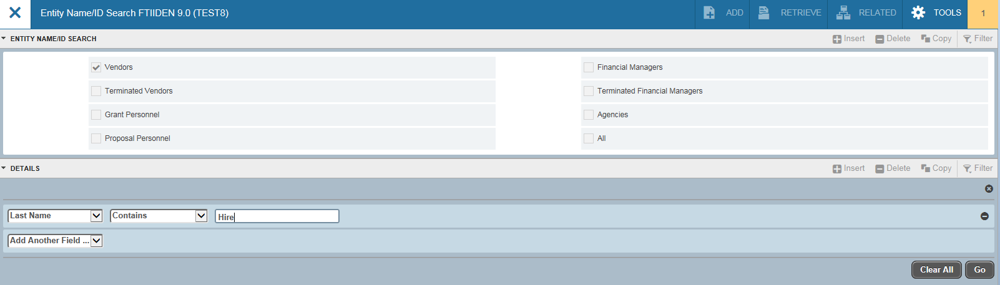 Entity Name/ID Search FTIIDEN 9.0 (TEST8)
ADD
RETRIEVE
RELATED
TOOLS
1
ENTITY NAME/ID SEARCH
Insert
Delete
Copy
Filter
Vendors
Financial Managers
Terminated Vendors
Terminated Financial Managers
Grant Personnel
Agencies
Proposal Personnel
All
DETAILS
Insert
Delete
Copy
Filter
Last Name
Contains
Hire
Add Another Field ...
Clear All
Go